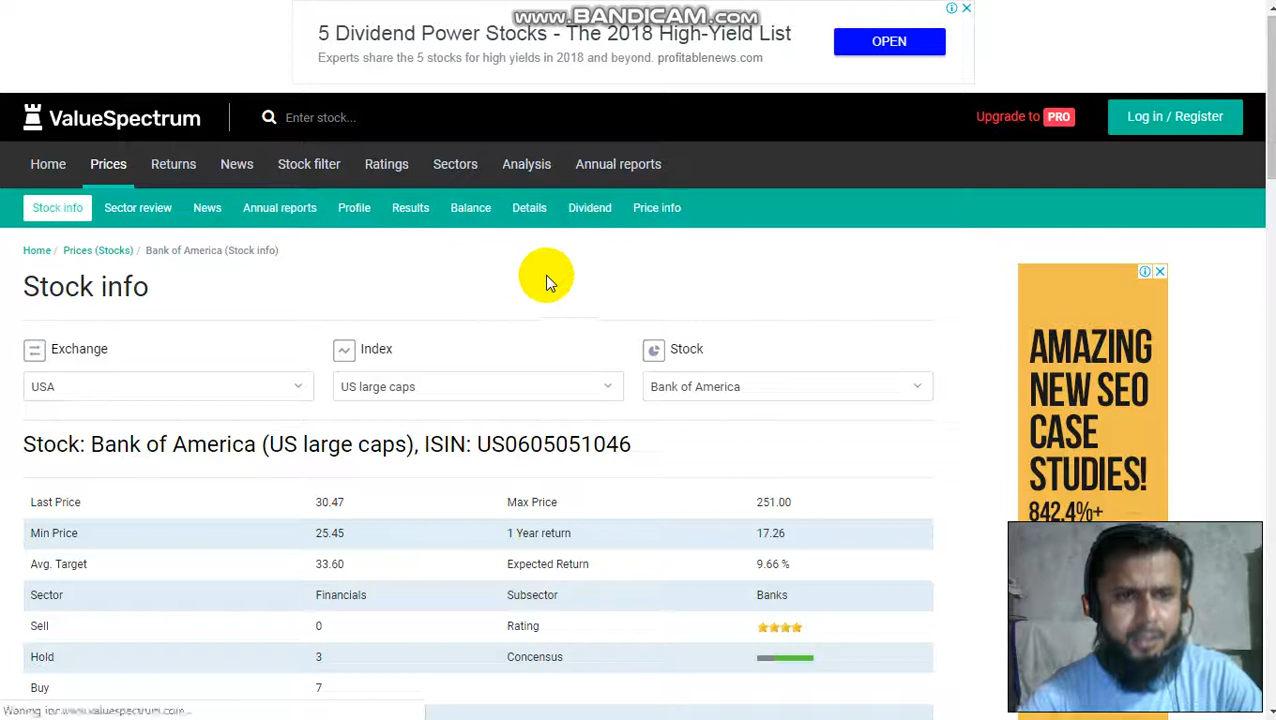 www.BANDICAM.com
5 Dividend Power Stocks - The 2018 High-Yield List
Experts share the 5 stocks for high yields in 2018 and beyond. profitablenews.com
OPEN
ValueSpectrum
Enter stock...
Upgrade to PRO
Log in / Register
Home Prices Returns News Stock filter Ratings Sectors Analysis Annual reports
Stock info Sector review News Annual reports Profile Results Balance Details Dividend Price info
Home / Prices (Stocks) / Bank of America (Stock info)
Stock info
Exchange Index Stock
USA US large caps Bank of America
Stock: Bank of America (US large caps), ISIN: US0605051046
Last Price 30.47 Max Price 251.00
Min Price 25.45 1 Year return 17.26
Avg. Target 33.60 Expected Return 9.66 %
Sector Financials Subsector Banks
Sell 0 Rating
Hold 3 Concensus
Buy 7
AMAZING
NEW SEO
CASE
STUDIES!
842.4%+
www.valuespectrum.com